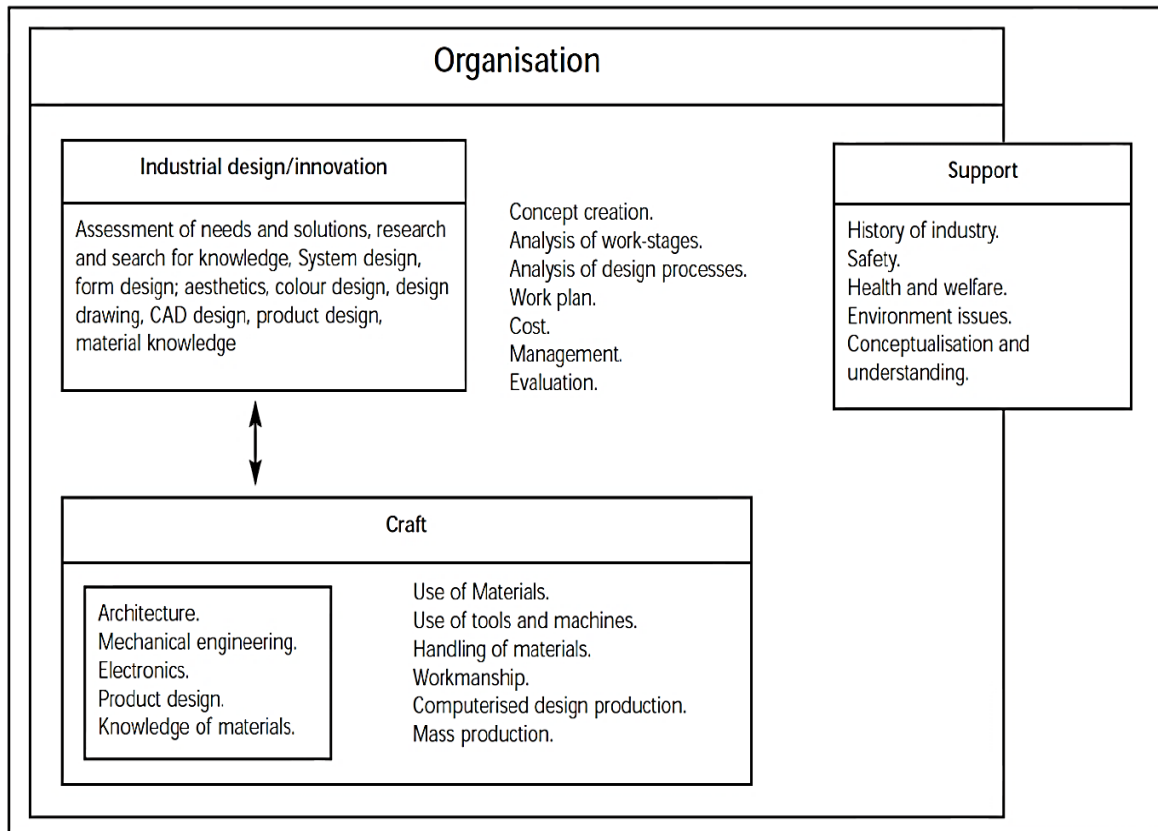 Organisation
Industrial design/innovation
Assessment of needs and solutions, research
and search for knowledge, System design,
form design; aesthetics, colour design, design
drawing, CAD design, product design,
material knowledge
Concept creation.
Analysis of work-stages.
Analysis of design processes.
Work plan.
Cost.
Management.
Evaluation.
Support
History of industry.
Safety.
Health and welfare.
Environment issues.
Conceptualisation and
understanding.
Craft
Architecture.
Mechanical engineering.
Electronics.
Product design.
Knowledge of materials.
Use of Materials.
Use of tools and machines.
Handling of materials.
Workmanship.
Computerised design production.
Mass production.